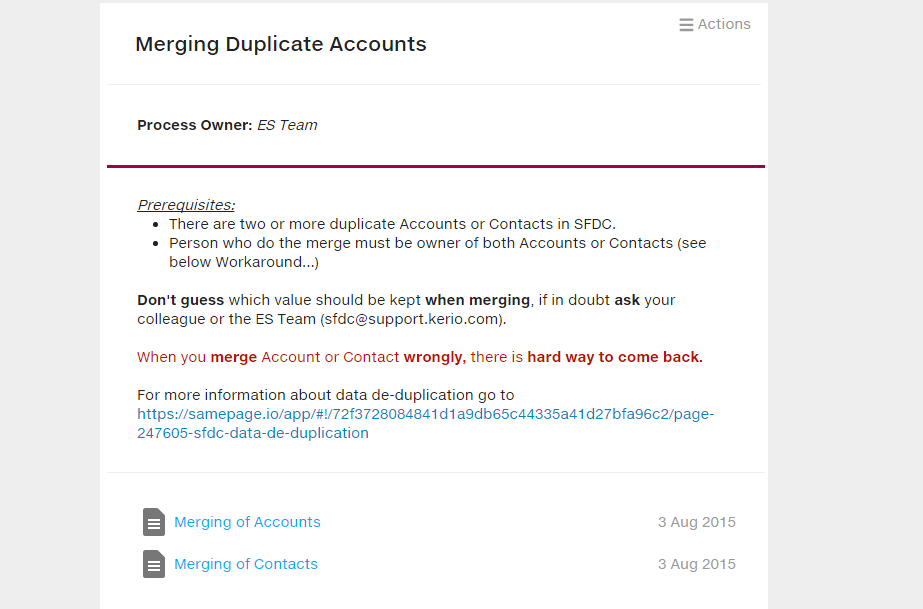 Actions
Merging Duplicate Accounts
Process Owner: ES Team
Prerequisites:
There are two or more duplicate Accounts or Contacts in SFDC.
Person who do the merge must be owner of both Accounts or Contacts (see
below Workaround...)
Don't guess which value should be kept when merging, if in doubt ask your
colleague or the ES Team (sfdc@support.kerio.com).
When you merge Account or Contact wrongly, there is hard way to come back.
For more information about data de-duplication go to
https://samepage.io/app/#!/72f3728084841d1a9db65c44335a41d27bfa96c2/page-
247605-sfdc-data-de-duplication
Merging of Accounts 3 Aug 2015
Merging of Contacts 3 Aug 2015